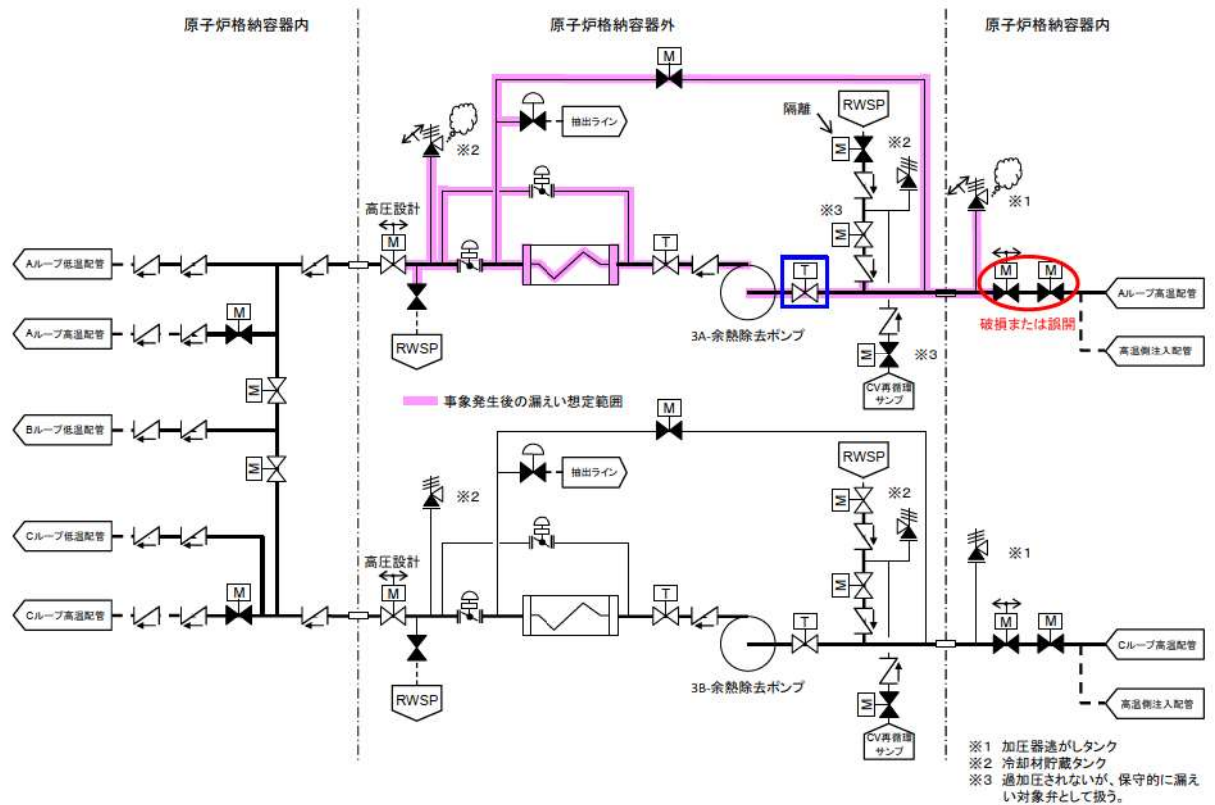 原子炉格納容器内
原子炉格納容器外
原子炉格納容器内
M
抽出ライン
隔離
RWSP
M
※2
※2
※1
高圧設計
M
※3
M
T
T
M
M
Aループ低温配管
Aループ高温配管
破損または誤開
3A-余熱除去ポンプ
Aループ高温配管
M
RWSP
M
※3
高温側注入配管
M
CV再循環
サンプ
事象発生後の漏えい想定範囲
M
Bループ低温配管
抽出ライン
RWSP
M
M
※2
※2
※1
Cループ低温配管
高圧設計
M
M
T
T
M
M
M
Cループ高温配管
Cループ高温配管
3B-余熱除去ポンプ
RWSP
M
高温側注入配管
CV再循環
サンプ
※1 加圧器逃がしタンク
※2 冷却材貯蔵タンク
※3 過加圧されないが、保守的に漏え
い対象弁として扱う。